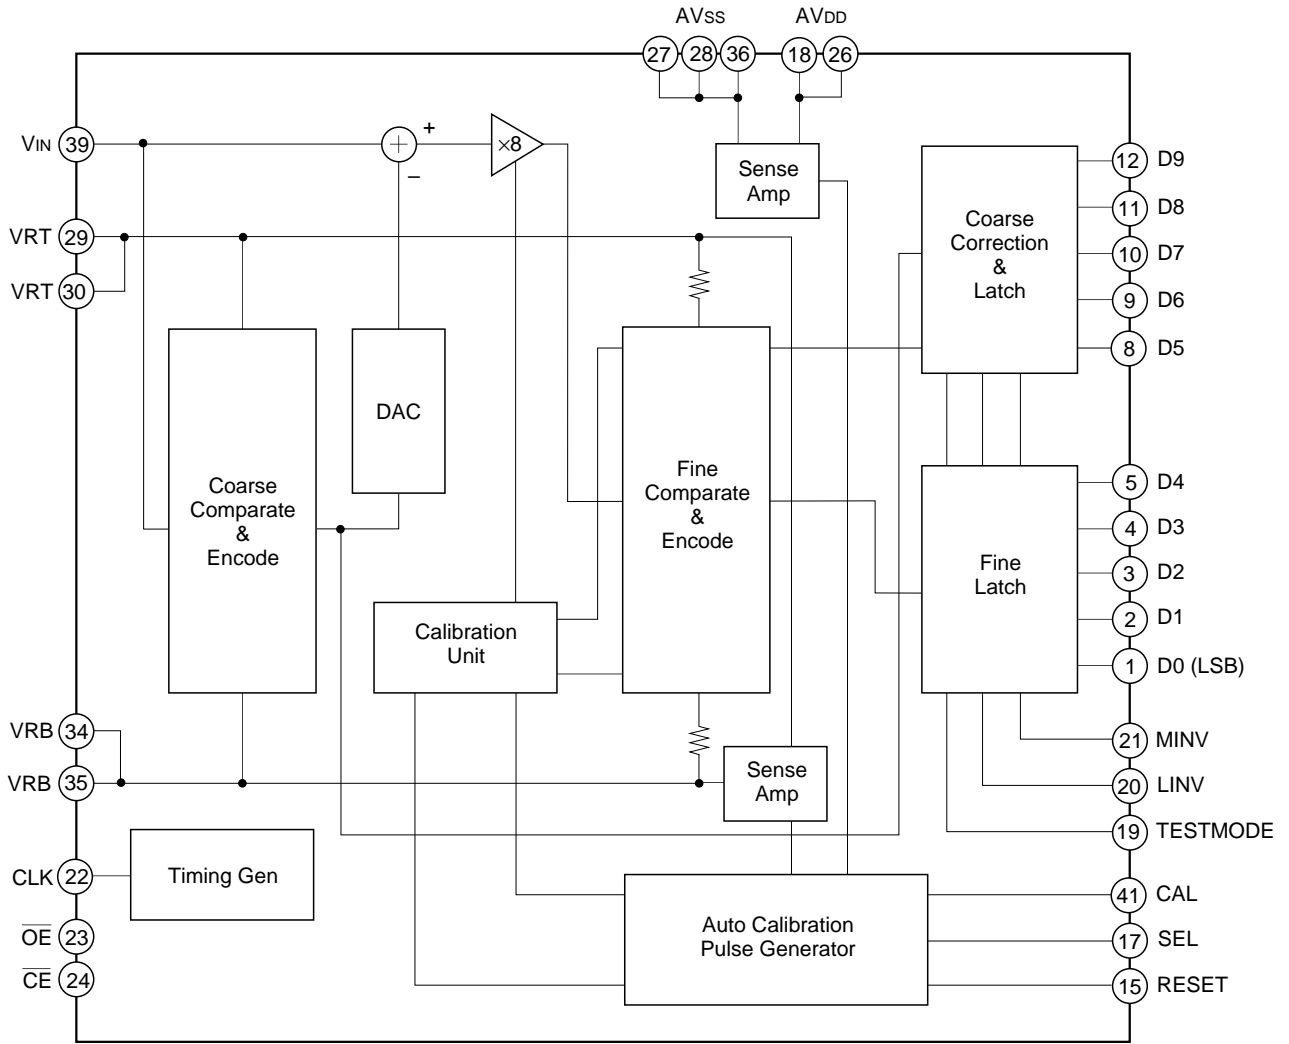 AVSS AVDD
27 28 36 18 26
VIN 39
+
−
×8
Sense
Amp
VRT 29
VRT 30
Coarse
Correction
&
Latch
12 D9
11 D8
10 D7
9 D6
8 D5
DAC
Coarse
Comparate
&
Encode
Fine
Comparate
&
Encode
Fine
Latch
5 D4
4 D3
3 D2
2 D1
1 D0 (LSB)
Calibration
Unit
VRB 34
VRB 35
Sense
Amp
21 MINV
20 LINV
19 TESTMODE
CLK 22
Timing Gen
OE 23
CE 24
Auto Calibration
Pulse Generator
41 CAL
17 SEL
15 RESET